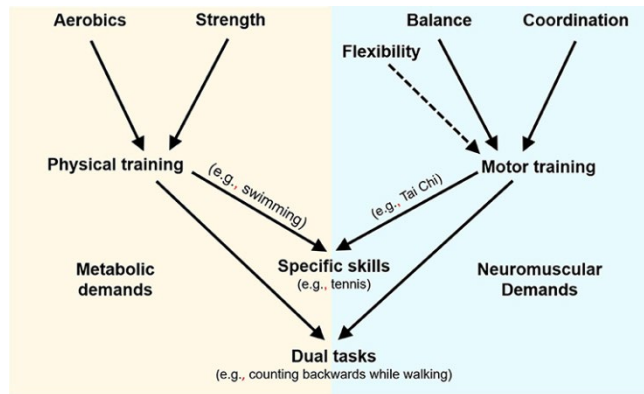 Aerobics
Strength
Balance
Coordination
Flexibility
Physical training
Motor training
(e.g., swimming)
(e.g., Tai Chi)
Specific skills
(e.g., tennis)
Metabolic
demands
Neuromuscular
Demands
Dual tasks
(e.g., counting backwards while walking)